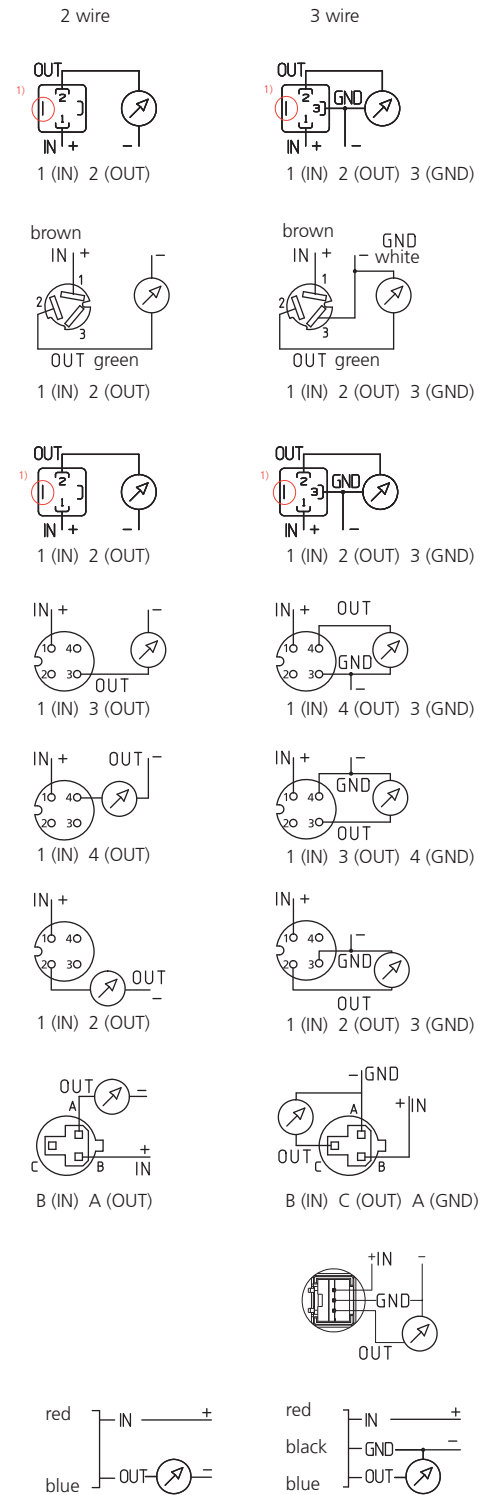 2 wire 3 wire
OUT OUT
1) 2 1) 2 3 GND
1 1
IN + − IN + −
1 (IN) 2 (OUT) 1 (IN) 2 (OUT) 3 (GND)
brown brown GND
IN + − IN + − white
1 1
2 2
3 3
OUT green OUT green
1 (IN) 2 (OUT) 1 (IN) 2 (OUT) 3 (GND)
OUT OUT
1) 2 1) 2 3 GND
1 1
IN + − IN + −
1 (IN) 2 (OUT) 1 (IN) 2 (OUT) 3 (GND)
IN + − IN + OUT
1 4 1 4
2 3 2 3 GND
OUT −
1 (IN) 3 (OUT) 1 (IN) 4 (OUT) 3 (GND)
IN + OUT − IN + −
1 4 1 4 GND
2 3 2 3 OUT
1 (IN) 4 (OUT) 1 (IN) 3 (OUT) 4 (GND)
IN + IN +
1 4 1 4 −
2 3 2 3 GND
OUT −
OUT
1 (IN) 2 (OUT) 1 (IN) 2 (OUT) 3 (GND)
OUT − − GND
A A + IN
+ OUT
C B IN C B
B (IN) A (OUT) B (IN) C (OUT) A (GND)
+IN −
GND
OUT
red IN + red IN +
black GND −
blue OUT − blue OUT